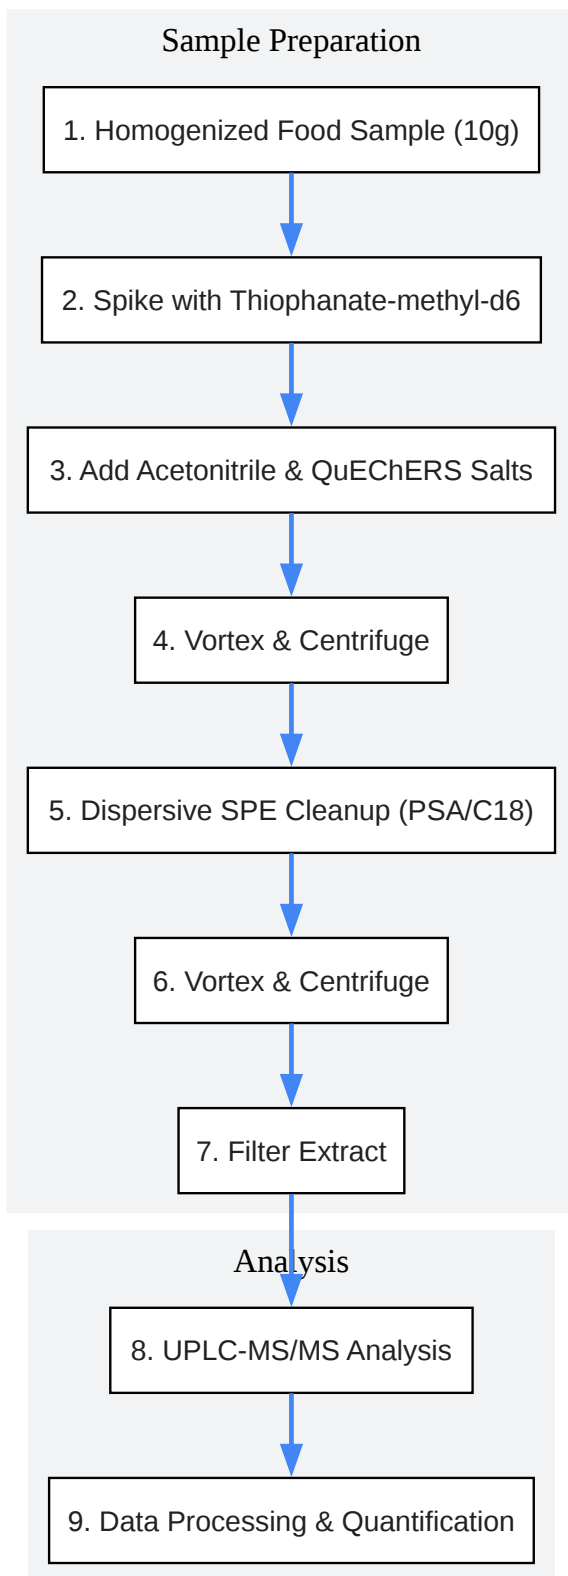 Sample Preparation
1. Homogenized Food Sample (10g)
2. Spike with Thiophanate-methyl-d6
3. Add Acetonitrile & QuEChERS Salts
4. Vortex & Centrifuge
5. Dispersive SPE Cleanup (PSA/C18)
6. Vortex & Centrifuge
7. Filter Extract
Analysis
8. UPLC-MS/MS Analysis
9. Data Processing & Quantification